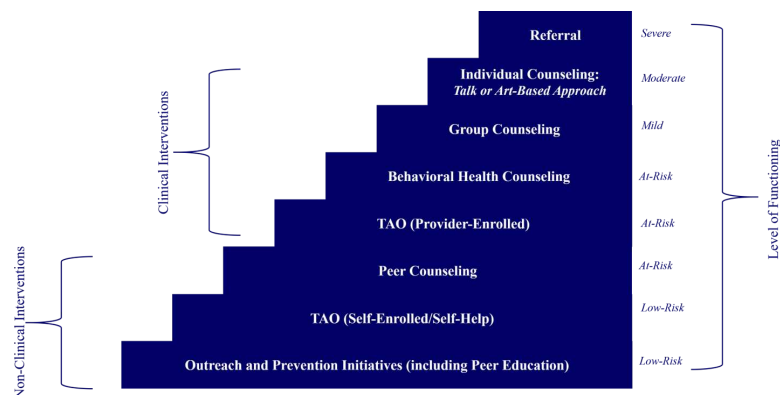 Referral
Severe
Individual Counseling:
Talk or Art-Based Approach
Moderate
Group Counseling
Mild
Behavioral Health Counseling
At-Risk
TAO (Provider-Enrolled)
At-Risk
Peer Counseling
At-Risk
TAO (Self-Enrolled/Self-Help)
Low-Risk
Outreach and Prevention Initiatives (including Peer Education)
Low-Risk
Clinical Interventions
Non-Clinical Interventions
Level of Functioning